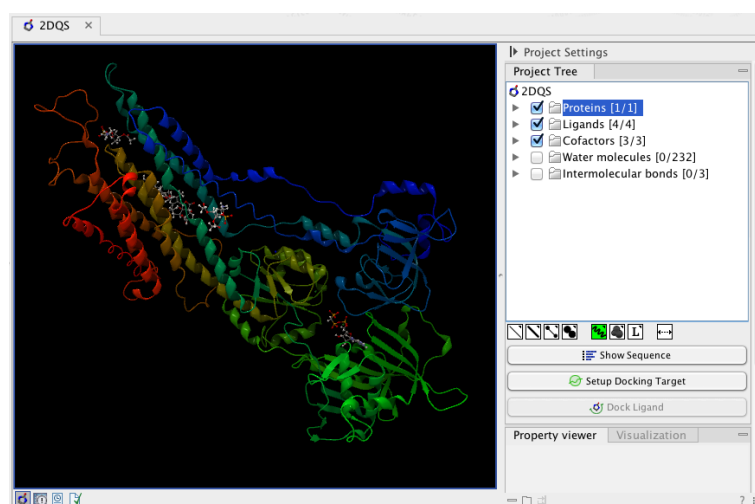 2DQS
Project Settings
Project Tree
2DQS
Proteins [1/1]
Ligands [4/4]
Cofactors [3/3]
Water molecules [0/232]
Intermolecular bonds [0/3]
L
Show Sequence
Setup Docking Target
Dock Ligand
Property viewer Visualization
?